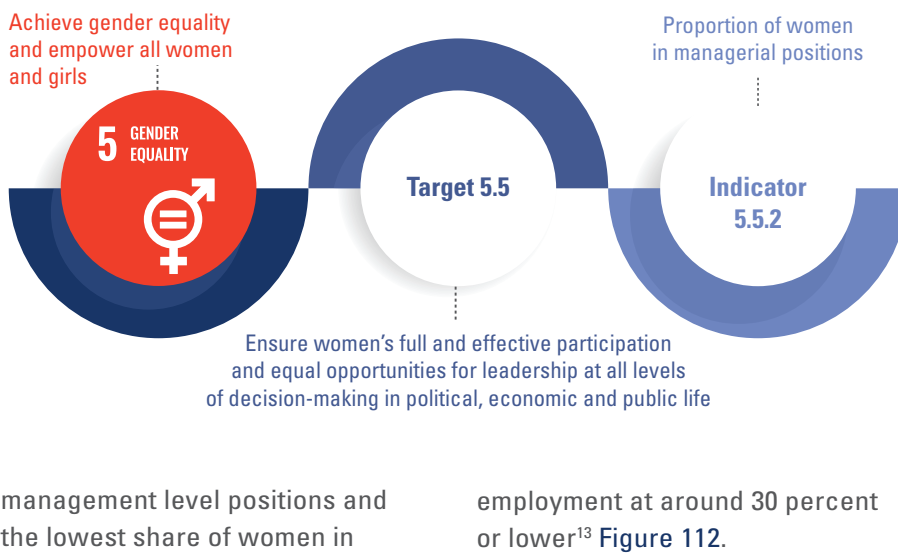 Achieve gender equality
and empower all women
and girls
5 GENDER
EQUALITY
Target 5.5
Ensure women’s full and effective participation
and equal opportunities for leadership at all levels
of decision-making in political, economic and public life
Proportion of women
in managerial positions
Indicator
5.5.2
management level positions and
the lowest share of women in
employment at around 30 percent
or lower¹³ Figure 112.